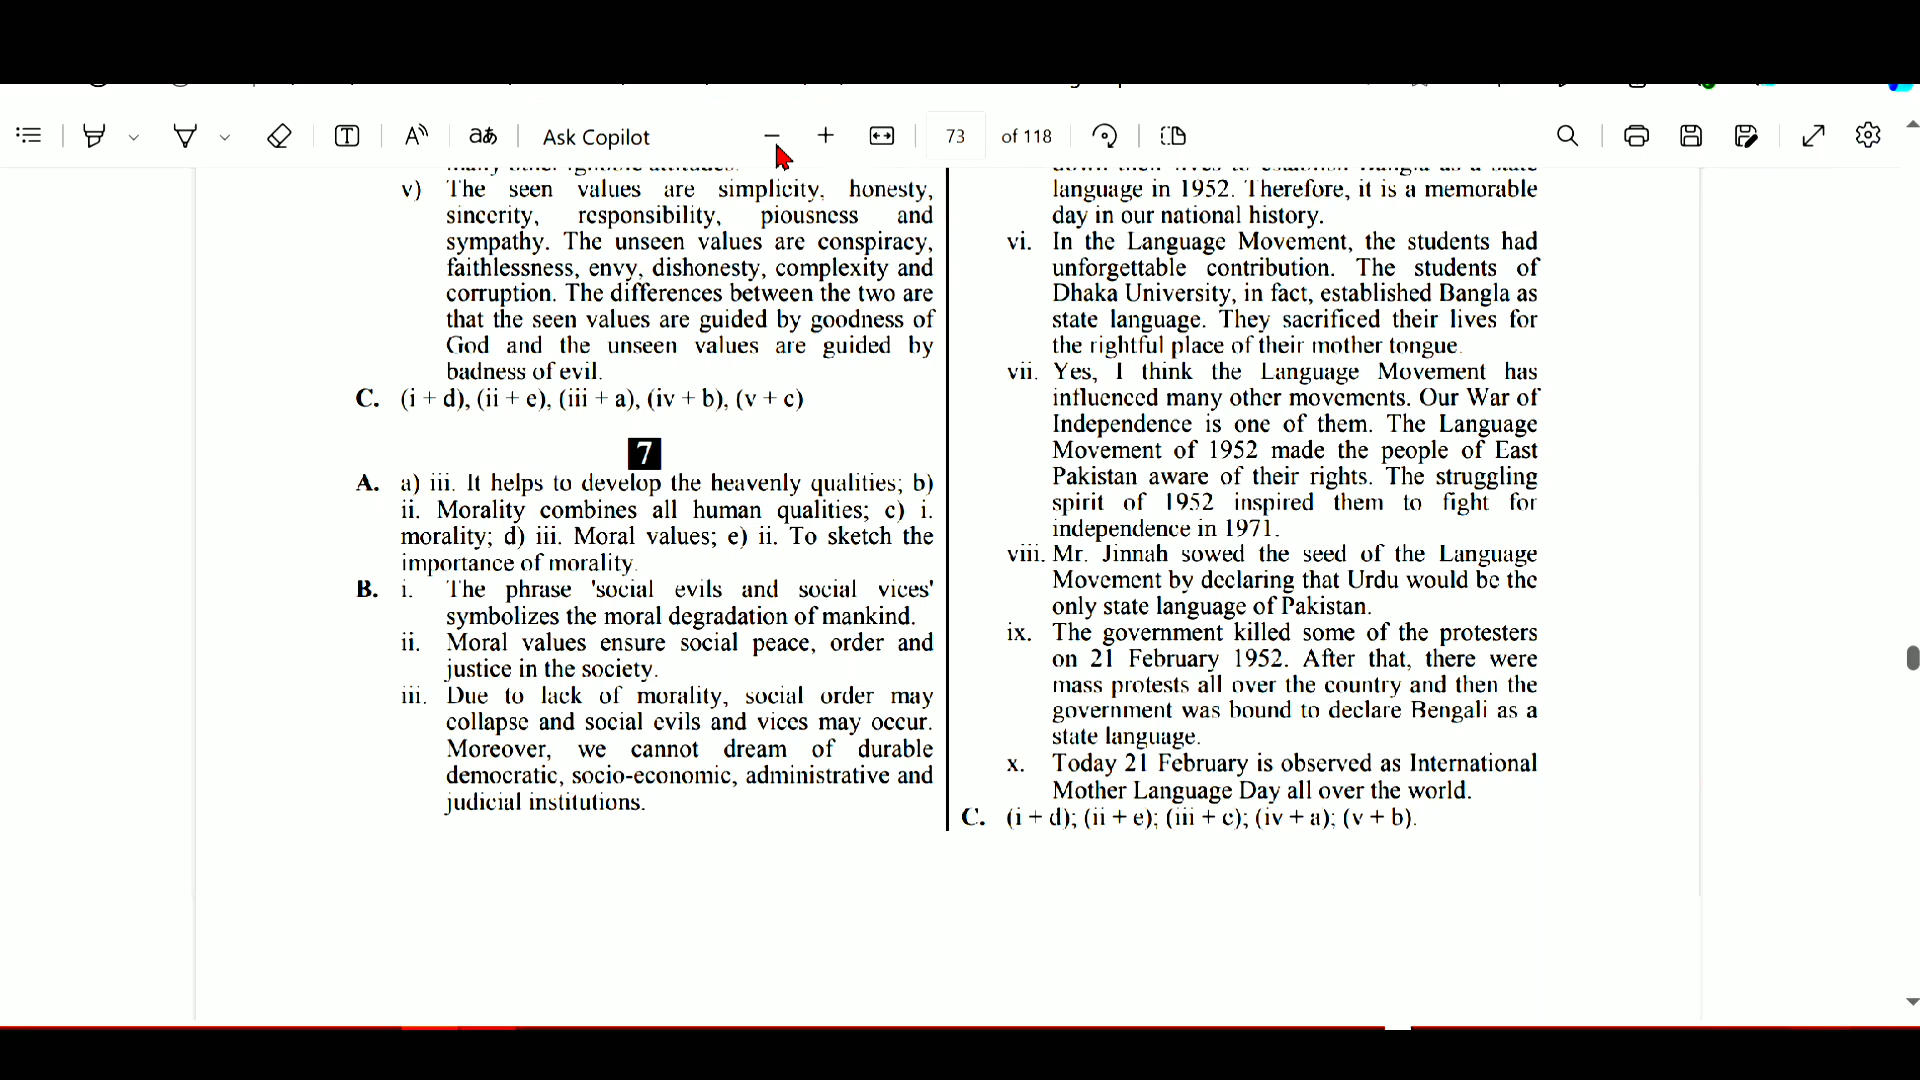 Ask Copilot
73 of 118
v) The seen values are simplicity, honesty,
sincerity, responsibility, piousness and
sympathy. The unseen values are conspiracy,
faithlessness, envy, dishonesty, complexity and
corruption. The differences between the two are
that the seen values are guided by goodness of
God and the unseen values are guided by
badness of evil.
C. (i + d), (ii + e), (iii + a), (iv + b), (v + c)
7
A. a) iii. It helps to develop the heavenly qualities; b)
ii. Morality combines all human qualities; c) i.
morality; d) iii. Moral values; e) ii. To sketch the
importance of morality.
B. i. The phrase 'social evils and social vices'
symbolizes the moral degradation of mankind.
ii. Moral values ensure social peace, order and
justice in the society.
iii. Due to lack of morality, social order may
collapse and social evils and vices may occur.
Moreover, we cannot dream of durable
democratic, socio-economic, administrative and
judicial institutions.
language in 1952. Therefore, it is a memorable
day in our national history.
vi. In the Language Movement, the students had
unforgettable contribution. The students of
Dhaka University, in fact, established Bangla as
state language. They sacrificed their lives for
the rightful place of their mother tongue.
vii. Yes, I think the Language Movement has
influenced many other movements. Our War of
Independence is one of them. The Language
Movement of 1952 made the people of East
Pakistan aware of their rights. The struggling
spirit of 1952 inspired them to fight for
independence in 1971.
viii. Mr. Jinnah sowed the seed of the Language
Movement by declaring that Urdu would be the
only state language of Pakistan.
ix. The government killed some of the protesters
on 21 February 1952. After that, there were
mass protests all over the country and then the
government was bound to declare Bengali as a
state language.
x. Today 21 February is observed as International
Mother Language Day all over the world.
C. (i + d); (ii + e); (iii + c); (iv + a); (v + b).